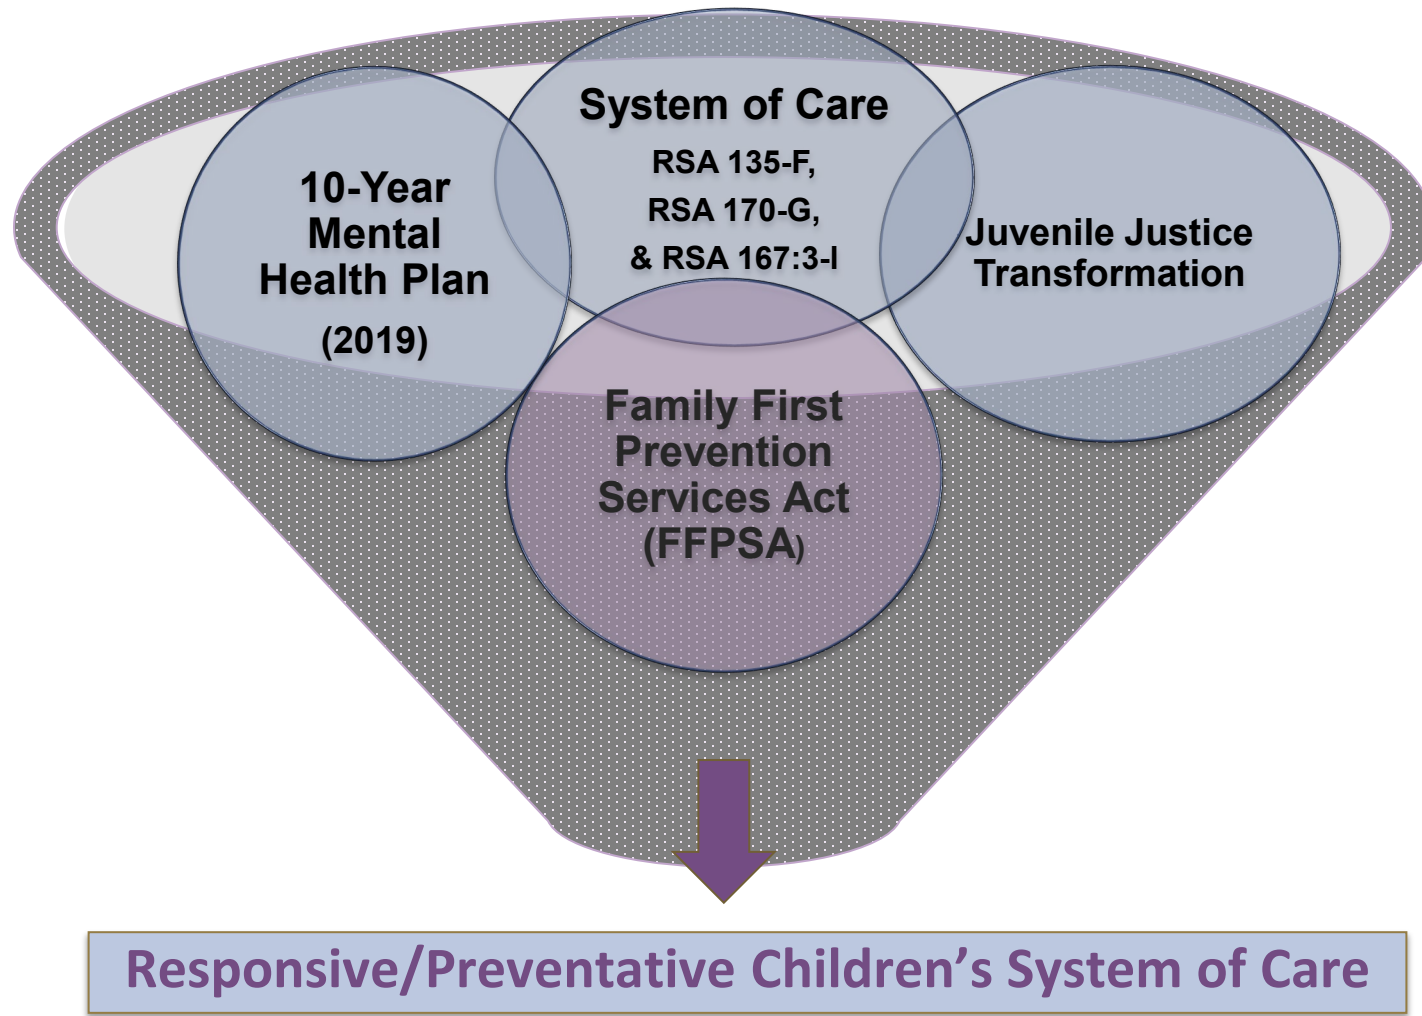 System of Care
RSA 135-F,
RSA 170-G,
& RSA 167:3-l
10-Year
Mental
Health Plan
(2019)
Juvenile Justice
Transformation
Family First
Prevention
Services Act
(FFPSA)
Responsive/Preventative Children’s System of Care